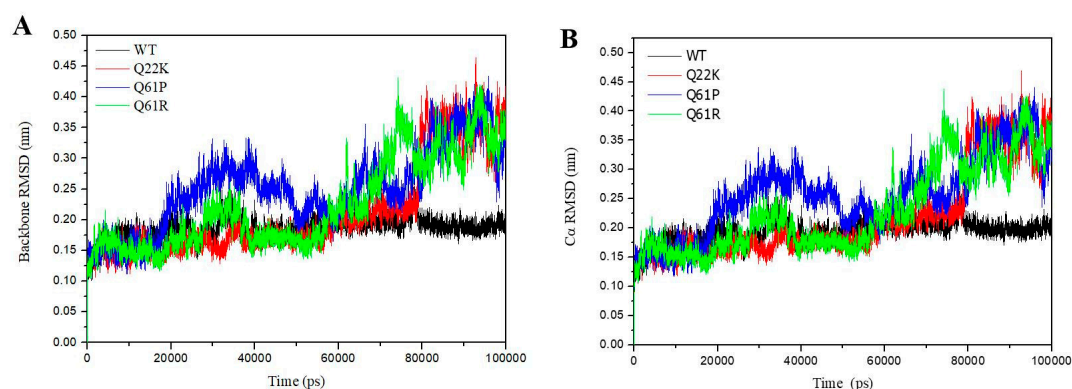 A
0.50
0.45
0.40
0.35
0.30
0.25
0.20
0.15
0.10
0.05
0.00
Backbone RMSD (nm)
WT
Q22K
Q61P
Q61R
0 20000 40000 60000 80000 100000
Time (ps)
B
0.50
0.45
0.40
0.35
0.30
0.25
0.20
0.15
0.10
0.05
0.00
Cα RMSD (nm)
WT
Q22K
Q61P
Q61R
0 20000 40000 60000 80000 100000
Time (ps)